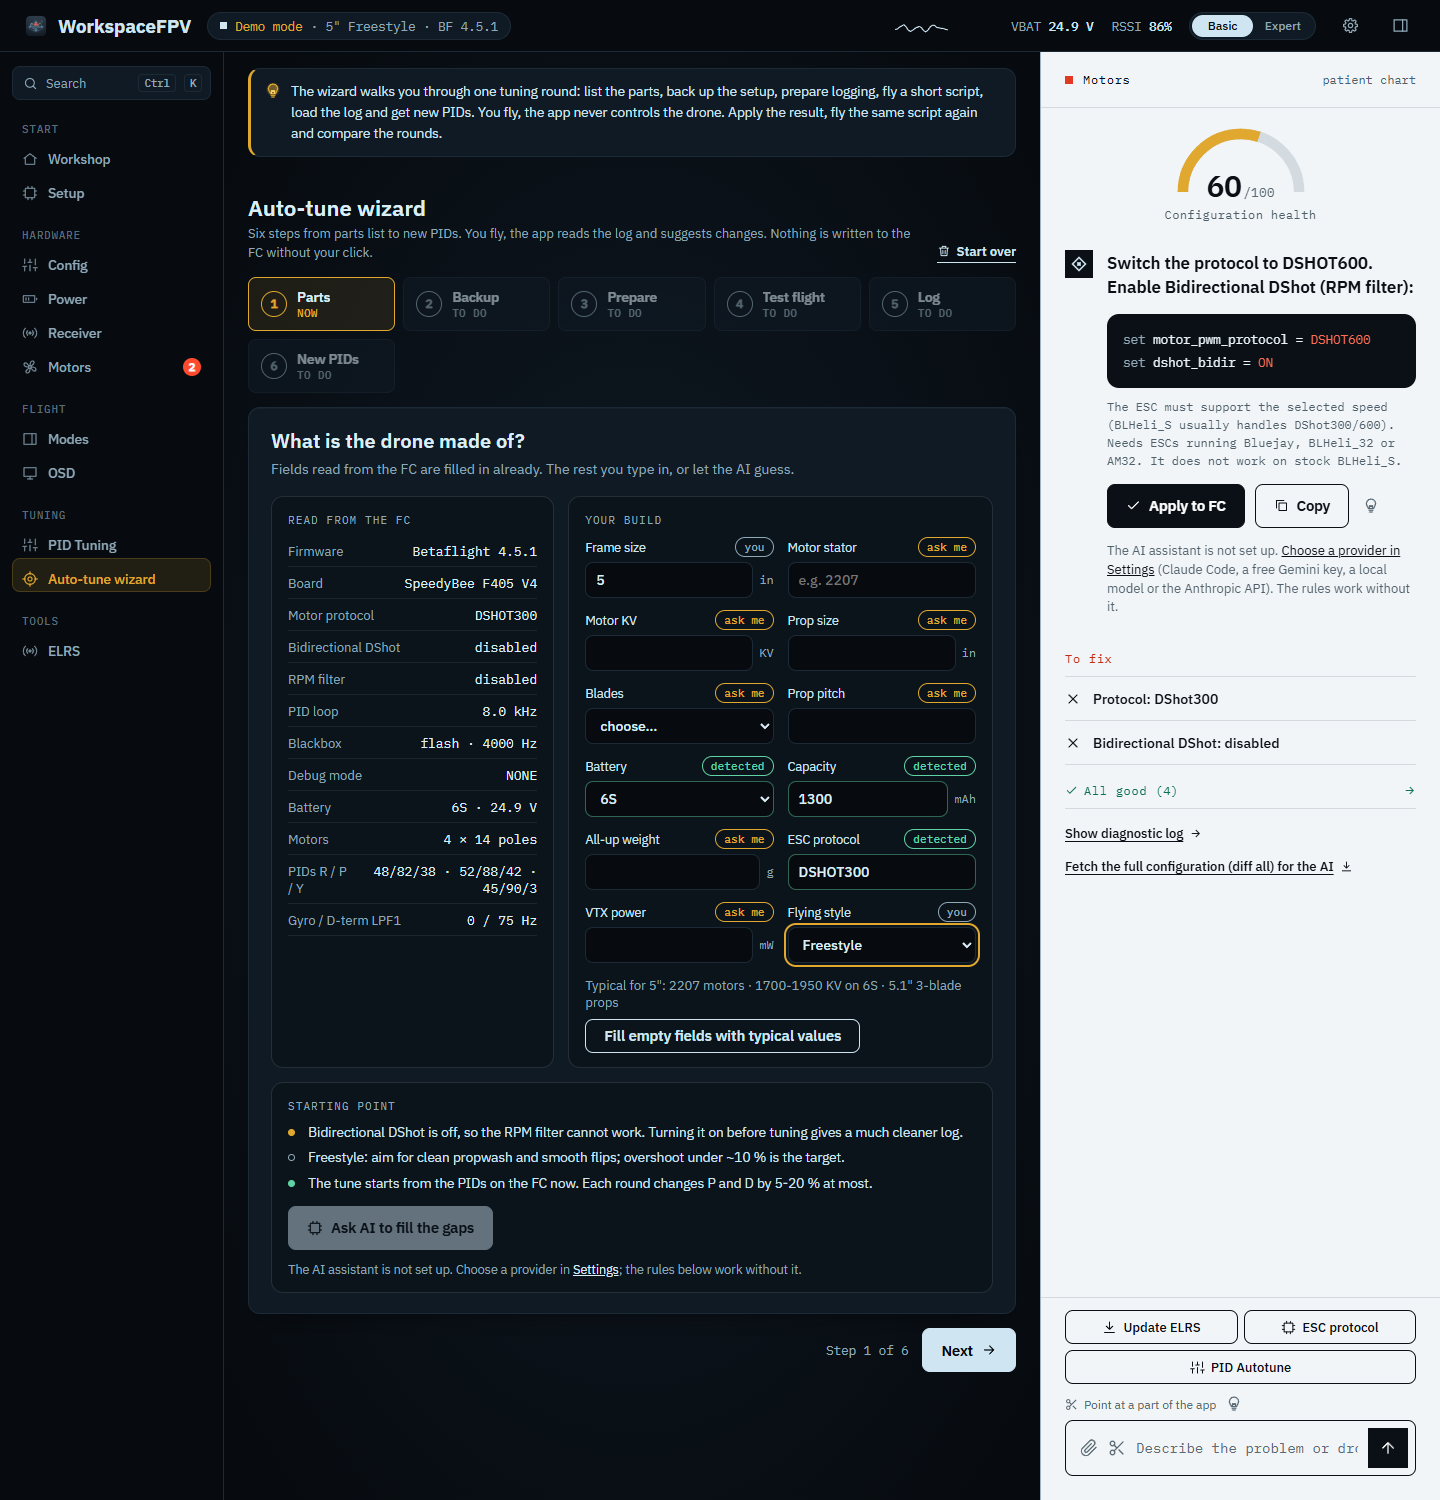 WorkspaceFPV
Demo mode · 5" Freestyle · BF 4.5.1
VBAT 24.9 V
RSSI 86%
Basic
Expert
Search
Ctrl K
START
Workshop
Setup
HARDWARE
Config
Power
Receiver
Motors
2
FLIGHT
Modes
OSD
TUNING
PID Tuning
Auto-tune wizard
TOOLS
ELRS
The wizard walks you through one tuning round: list the parts, back up the setup, prepare logging, fly a short script,
load the log and get new PIDs. You fly, the app never controls the drone. Apply the result, fly the same script again
and compare the rounds.
Auto-tune wizard
Six steps from parts list to new PIDs. You fly, the app reads the log and suggests changes. Nothing is written to the
FC without your click.
Start over
1 Parts
NOW
2 Backup
TO DO
3 Prepare
TO DO
4 Test flight
TO DO
5 Log
TO DO
6 New PIDs
TO DO
What is the drone made of?
Fields read from the FC are filled in already. The rest you type in, or let the AI guess.
READ FROM THE FC
Firmware Betaflight 4.5.1
Board SpeedyBee F405 V4
Motor protocol DSHOT300
Bidirectional DShot disabled
RPM filter disabled
PID loop 8.0 kHz
Blackbox flash · 4000 Hz
Debug mode NONE
Battery 6S · 24.9 V
Motors 4 × 14 poles
PIDs R / P 48/82/38 · 52/88/42 ·
/ Y 45/90/3
Gyro / D-term LPF1 0 / 75 Hz
YOUR BUILD
Frame size you
5 in
Motor stator ask me
e.g. 2207
Motor KV ask me
KV
Prop size ask me
in
Blades ask me
choose...
Prop pitch ask me
Battery detected
6S
Capacity detected
1300 mAh
All-up weight ask me
g
ESC protocol detected
DSHOT300
VTX power ask me
mW
Flying style you
Freestyle
Typical for 5": 2207 motors · 1700-1950 KV on 6S · 5.1" 3-blade
props
Fill empty fields with typical values
STARTING POINT
Bidirectional DShot is off, so the RPM filter cannot work. Turning it on before tuning gives a much cleaner log.
Freestyle: aim for clean propwash and smooth flips; overshoot under ~10 % is the target.
The tune starts from the PIDs on the FC now. Each round changes P and D by 5-20 % at most.
Ask AI to fill the gaps
The AI assistant is not set up. Choose a provider in Settings; the rules below work without it.
Step 1 of 6
Next
Motors
patient chart
60/100
Configuration health
Switch the protocol to DSHOT600.
Enable Bidirectional DShot (RPM filter):
set motor_pwm_protocol = DSHOT600
set dshot_bidir = ON
The ESC must support the selected speed
(BLHeli_S usually handles DShot300/600).
Needs ESCs running Bluejay, BLHeli_32 or
AM32. It does not work on stock BLHeli_S.
Apply to FC
Copy
The AI assistant is not set up. Choose a provider in
Settings (Claude Code, a free Gemini key, a local
model or the Anthropic API). The rules work without
it.
To fix
Protocol: DShot300
Bidirectional DShot: disabled
All good (4)
Show diagnostic log
Fetch the full configuration (diff all) for the AI
Update ELRS
ESC protocol
PID Autotune
Point at a part of the app
Describe the problem or dro